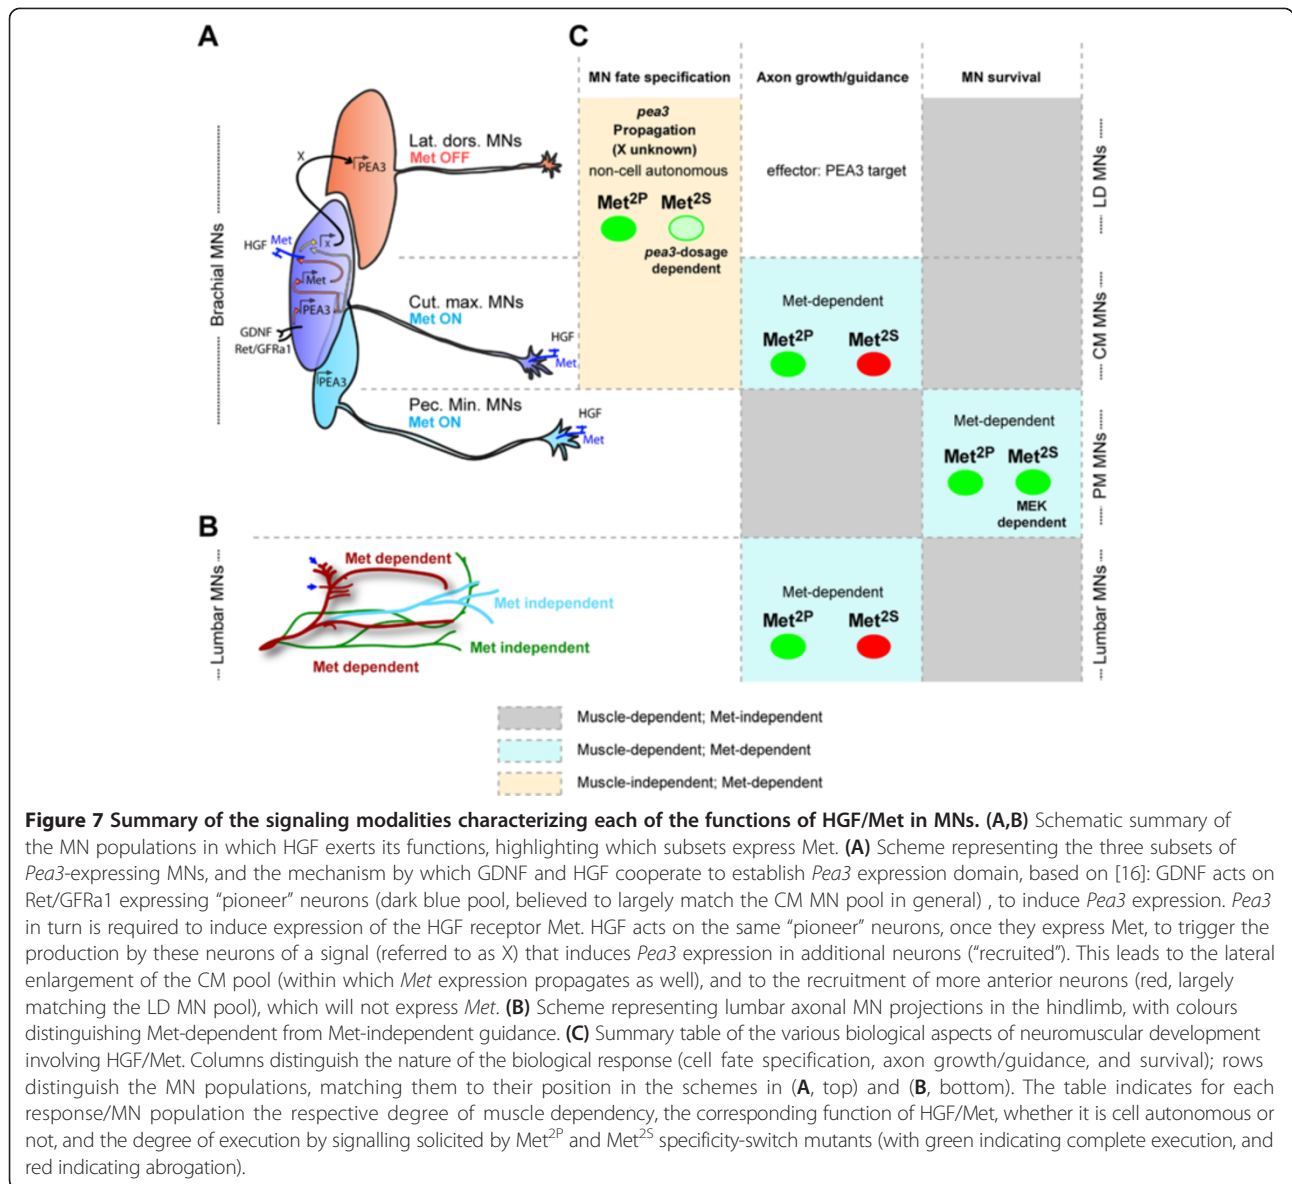 A
C
MN fate specification
Axon growth/guidance
MN survival
Brachial MNs
X
PEA3
Lat. dors. MNs
Met OFF
HGF
Met
x
Met
PEA3
GDNF
Ret/GFRa1
PEA3
Cut. max. MNs
Met ON
HGF
Met
Pec. Min. MNs
Met ON
HGF
Met
pea3
Propagation
(X unknown)
non-cell autonomous
Met2P Met2S
pea3-dosage
dependent
effector: PEA3 target
LD MNs
Met-dependent
Met2P Met2S
CM MNs
Met-dependent
Met2P Met2S
MEK
dependent
PM MNs
B
Lumbar MNs
Met dependent
Met independent
Met independent
Met dependent
Met-dependent
Met2P Met2S
Lumbar MNs
Muscle-dependent; Met-independent
Muscle-dependent; Met-dependent
Muscle-independent; Met-dependent
Figure 7 Summary of the signaling modalities characterizing each of the functions of HGF/Met in MNs. (A,B) Schematic summary of
the MN populations in which HGF exerts its functions, highlighting which subsets express Met. (A) Scheme representing the three subsets of
Pea3-expressing MNs, and the mechanism by which GDNF and HGF cooperate to establish Pea3 expression domain, based on [16]: GDNF acts on
Ret/GFRa1 expressing “pioneer” neurons (dark blue pool, believed to largely match the CM MN pool in general) , to induce Pea3 expression. Pea3
in turn is required to induce expression of the HGF receptor Met. HGF acts on the same “pioneer” neurons, once they express Met, to trigger the
production by these neurons of a signal (referred to as X) that induces Pea3 expression in additional neurons (“recruited”). This leads to the lateral
enlargement of the CM pool (within which Met expression propagates as well), and to the recruitment of more anterior neurons (red, largely
matching the LD MN pool), which will not express Met. (B) Scheme representing lumbar axonal MN projections in the hindlimb, with colours
distinguishing Met-dependent from Met-independent guidance. (C) Summary table of the various biological aspects of neuromuscular development
involving HGF/Met. Columns distinguish the nature of the biological response (cell fate specification, axon growth/guidance, and survival); rows
distinguish the MN populations, matching them to their position in the schemes in (A, top) and (B, bottom). The table indicates for each
response/MN population the respective degree of muscle dependency, the corresponding function of HGF/Met, whether it is cell autonomous or
not, and the degree of execution by signalling solicited by Met2P and Met2S specificity-switch mutants (with green indicating complete execution, and
red indicating abrogation).